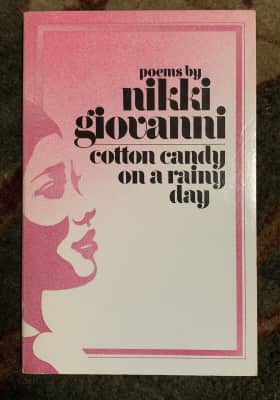 poems by
nikki
giovanni
cotton candy
on a rainy
day